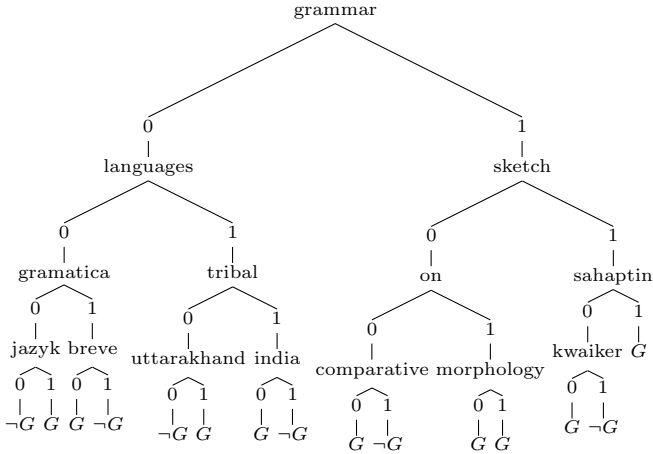 grammar
0 1
languages sketch
0 1 0 1
gramatica tribal on sahaptin
0 1 0 1 0 1 0 1
jazyk breve uttarakhand india comparative morphology kwaiker G
0 1 0 1 0 1 0 1 0 1 0 1 0 1
¬G G G ¬G ¬G G G ¬G G ¬G G G G ¬G